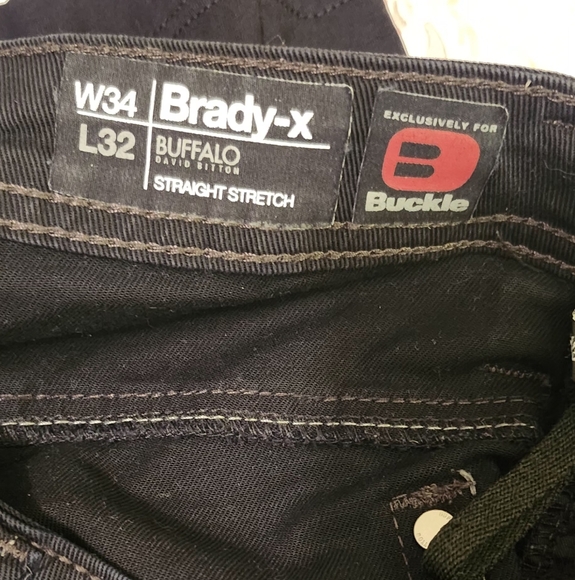 W34
L32
Brady-x
BUFFALO
DAVID BITTON
STRAIGHT STRETCH
EXCLUSIVELY FOR
B
Buckle